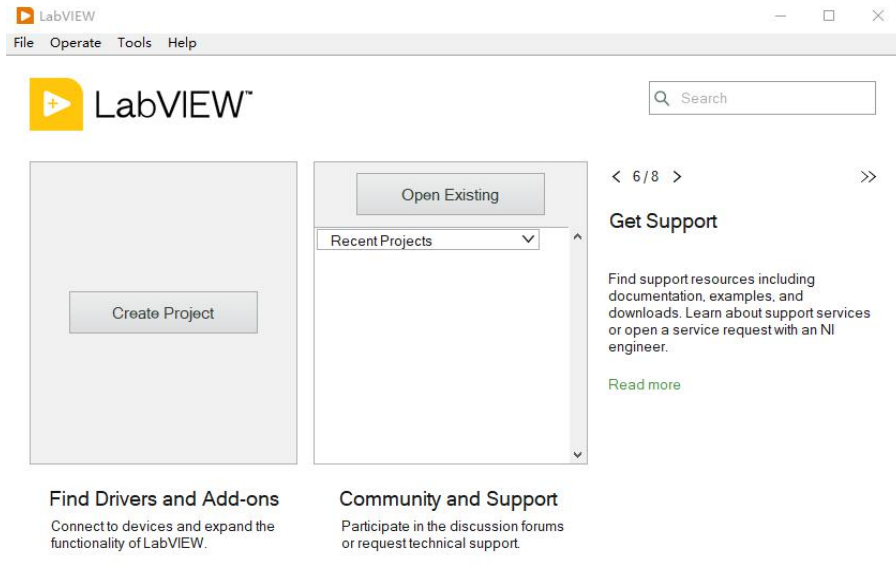 LabVIEW
File Operate Tools Help
LabVIEW™
Search
Create Project
Open Existing
Recent Projects
< 6/8 > >>
Get Support
Find support resources including
documentation, examples, and
downloads. Learn about support services
or open a service request with an NI
engineer.
Read more
Find Drivers and Add-ons
Connect to devices and expand the
functionality of LabVIEW.
Community and Support
Participate in the discussion forums
or request technical support.